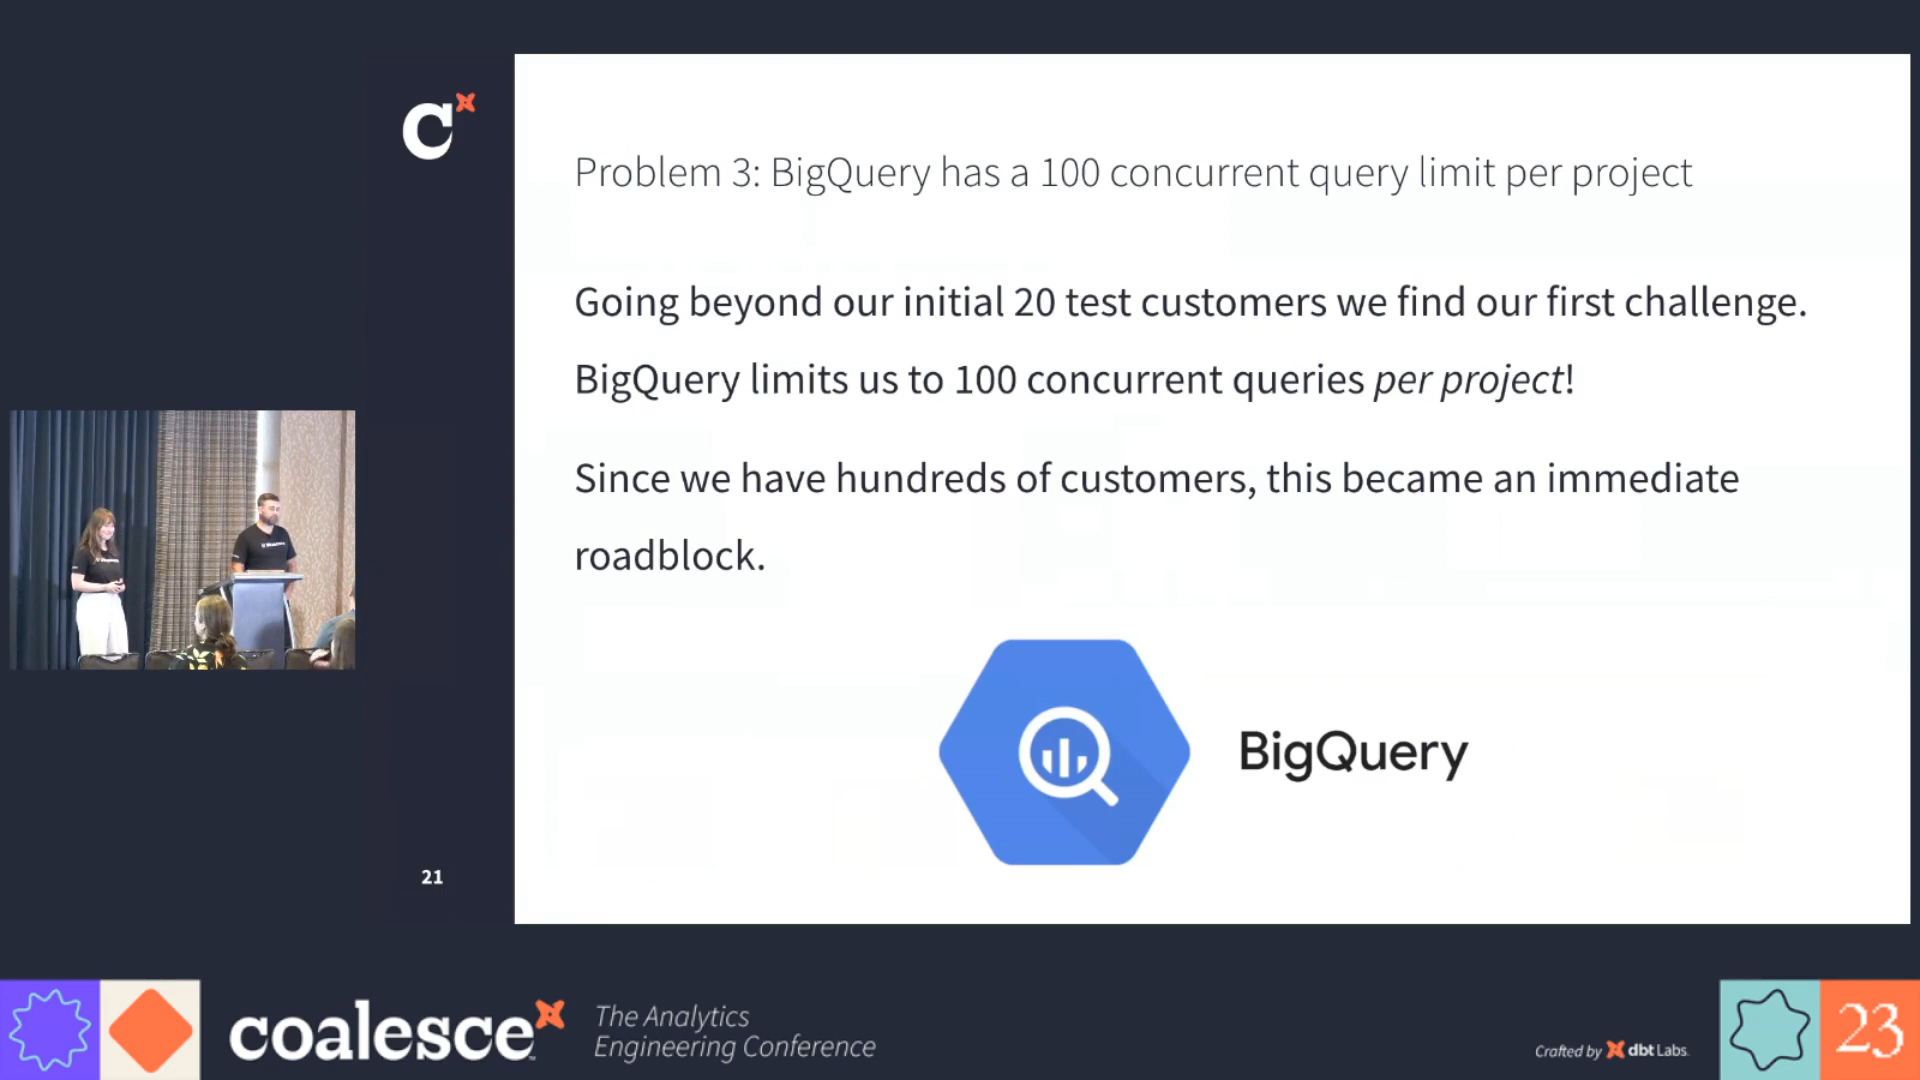 Problem 3: BigQuery has a 100 concurrent query limit per project
Going beyond our initial 20 test customers we find our first challenge.
BigQuery limits us to 100 concurrent queries per project!
Since we have hundreds of customers, this became an immediate
roadblock.
BigQuery
21
coalesce
The Analytics
Engineering Conference
Crafted by dbt Labs
23